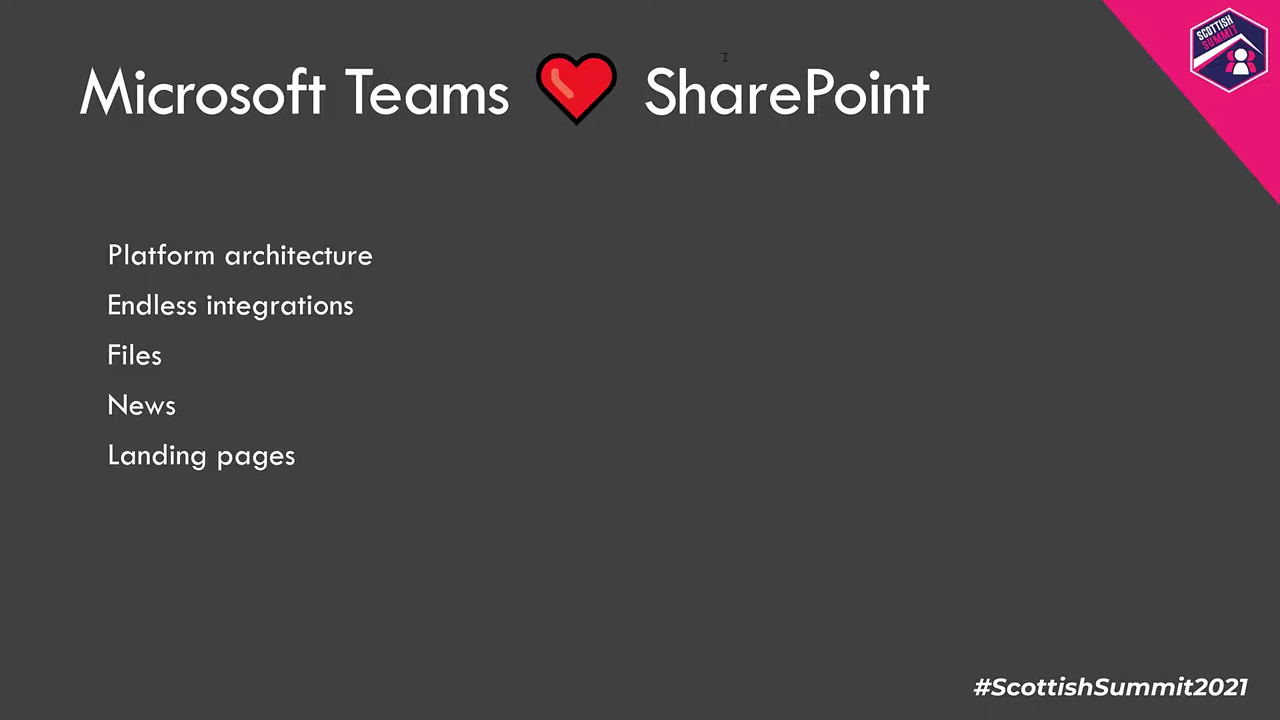 Microsoft Teams ❤️ SharePoint
SCOTTISH
SUMMIT
Platform architecture
Endless integrations
Files
News
Landing pages
#ScottishSummit2021